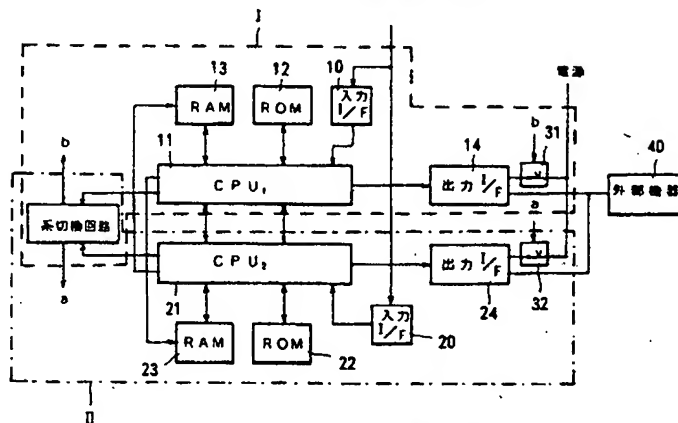 I
13
12
10
電源
RAM
ROM
入力
I/F
b
31
b
11
14
40
CPU₁
出力 I/F
外部機器
系切換回路
a
CPU₂
出力 I/F
a
21
24
32
RAM
ROM
入力
I/F
20
23
22
II